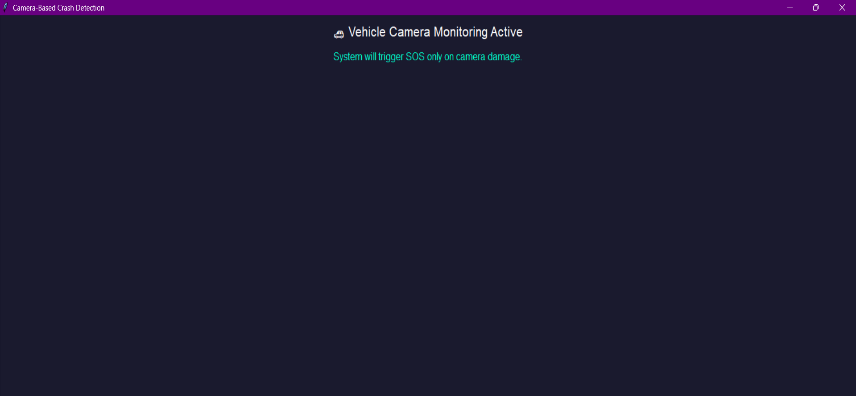 Camera-Based Crash Detection
🚙 Vehicle Camera Monitoring Active
System will trigger SOS only on camera damage.